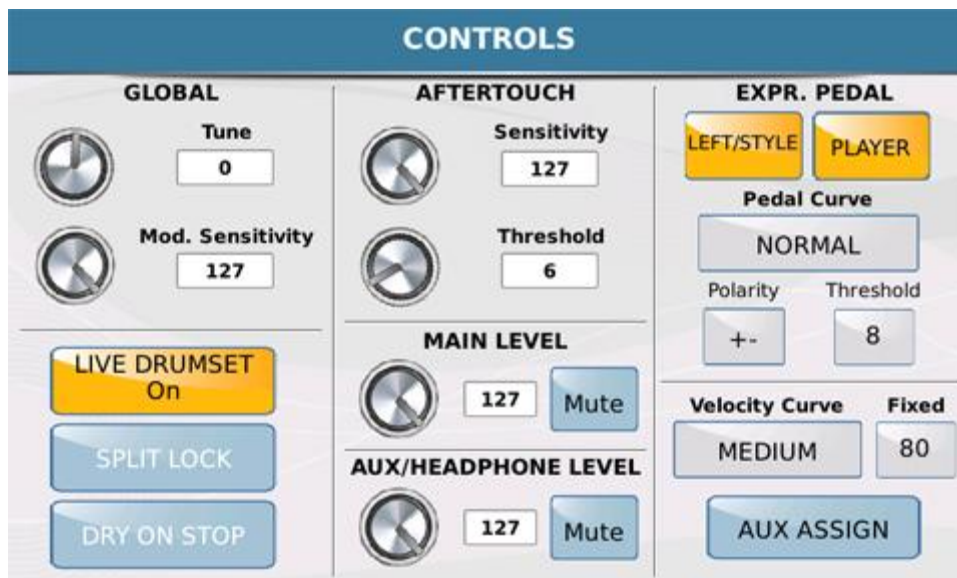 CONTROLS
GLOBAL
Tune
0
Mod. Sensitivity
127
LIVE DRUMSET
On
SPLIT LOCK
DRY ON STOP
AFTERTOUCH
Sensitivity
127
Threshold
6
MAIN LEVEL
127 Mute
AUX/HEADPHONE LEVEL
127 Mute
EXPR. PEDAL
LEFT/STYLE PLAYER
Pedal Curve
NORMAL
Polarity Threshold
+- 8
Velocity Curve Fixed
MEDIUM 80
AUX ASSIGN